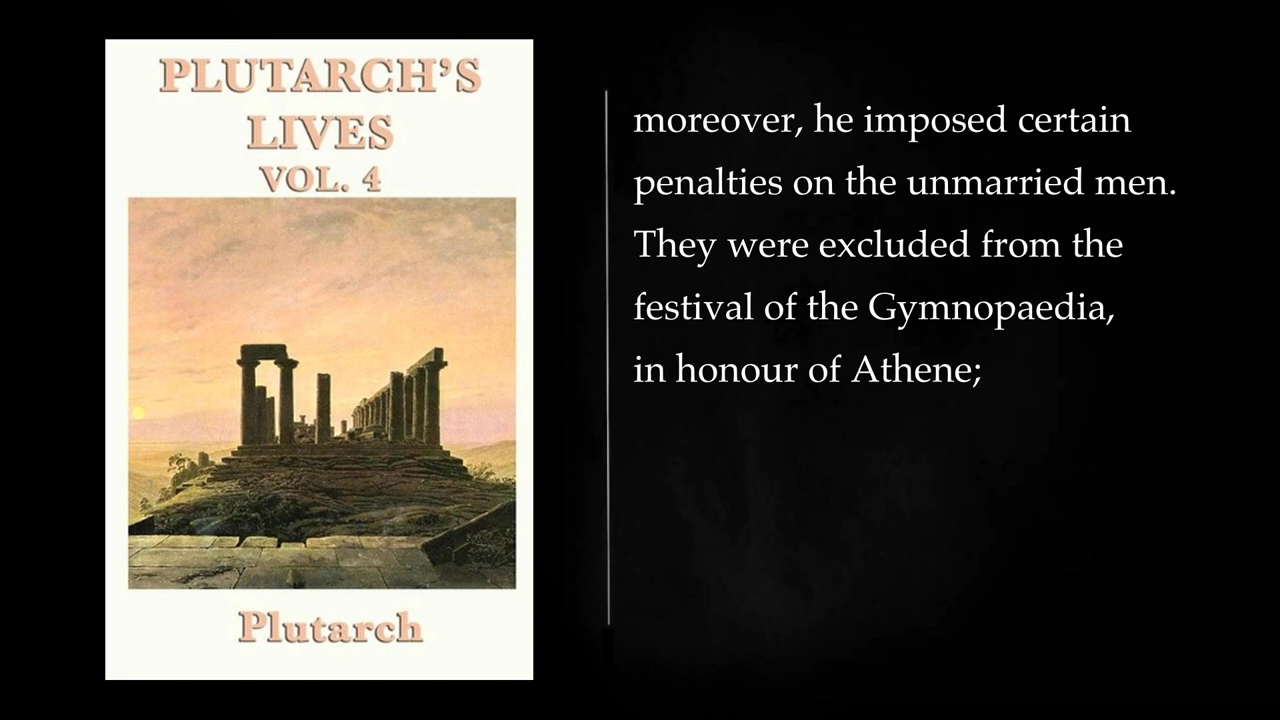 PLUTARCH'S
LIVES
VOL. 4
Plutarch
moreover, he imposed certain
penalties on the unmarried men.
They were excluded from the
festival of the Gymnopaedia,
in honour of Athene;